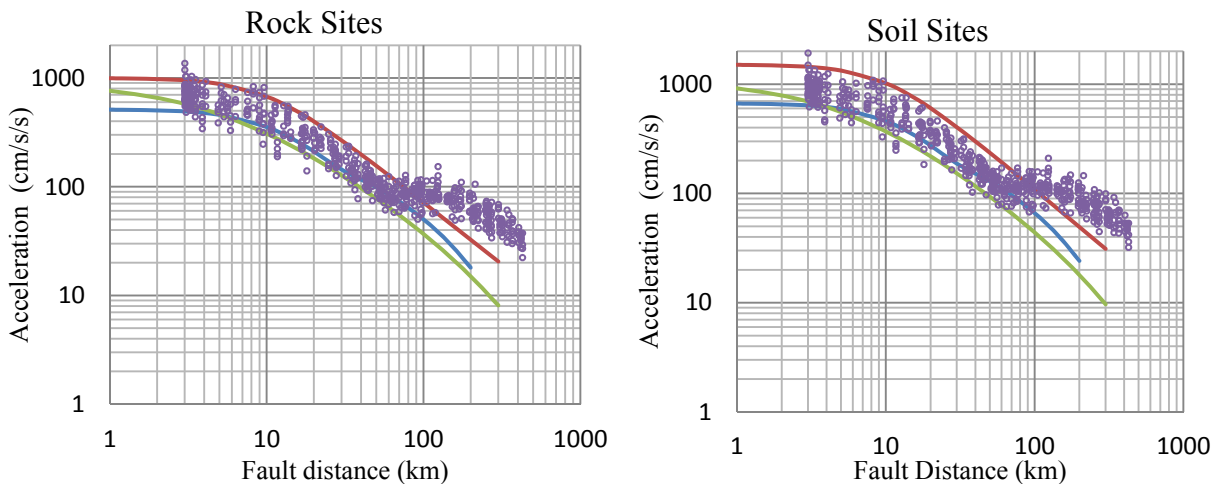 Rock Sites
Acceleration (cm/s/s)
1000
100
10
1
1 10 100 1000
Fault distance (km)
Soil Sites
Acceleration (cm/s/s)
1000
100
10
1
1 10 100 1000
Fault Distance (km)